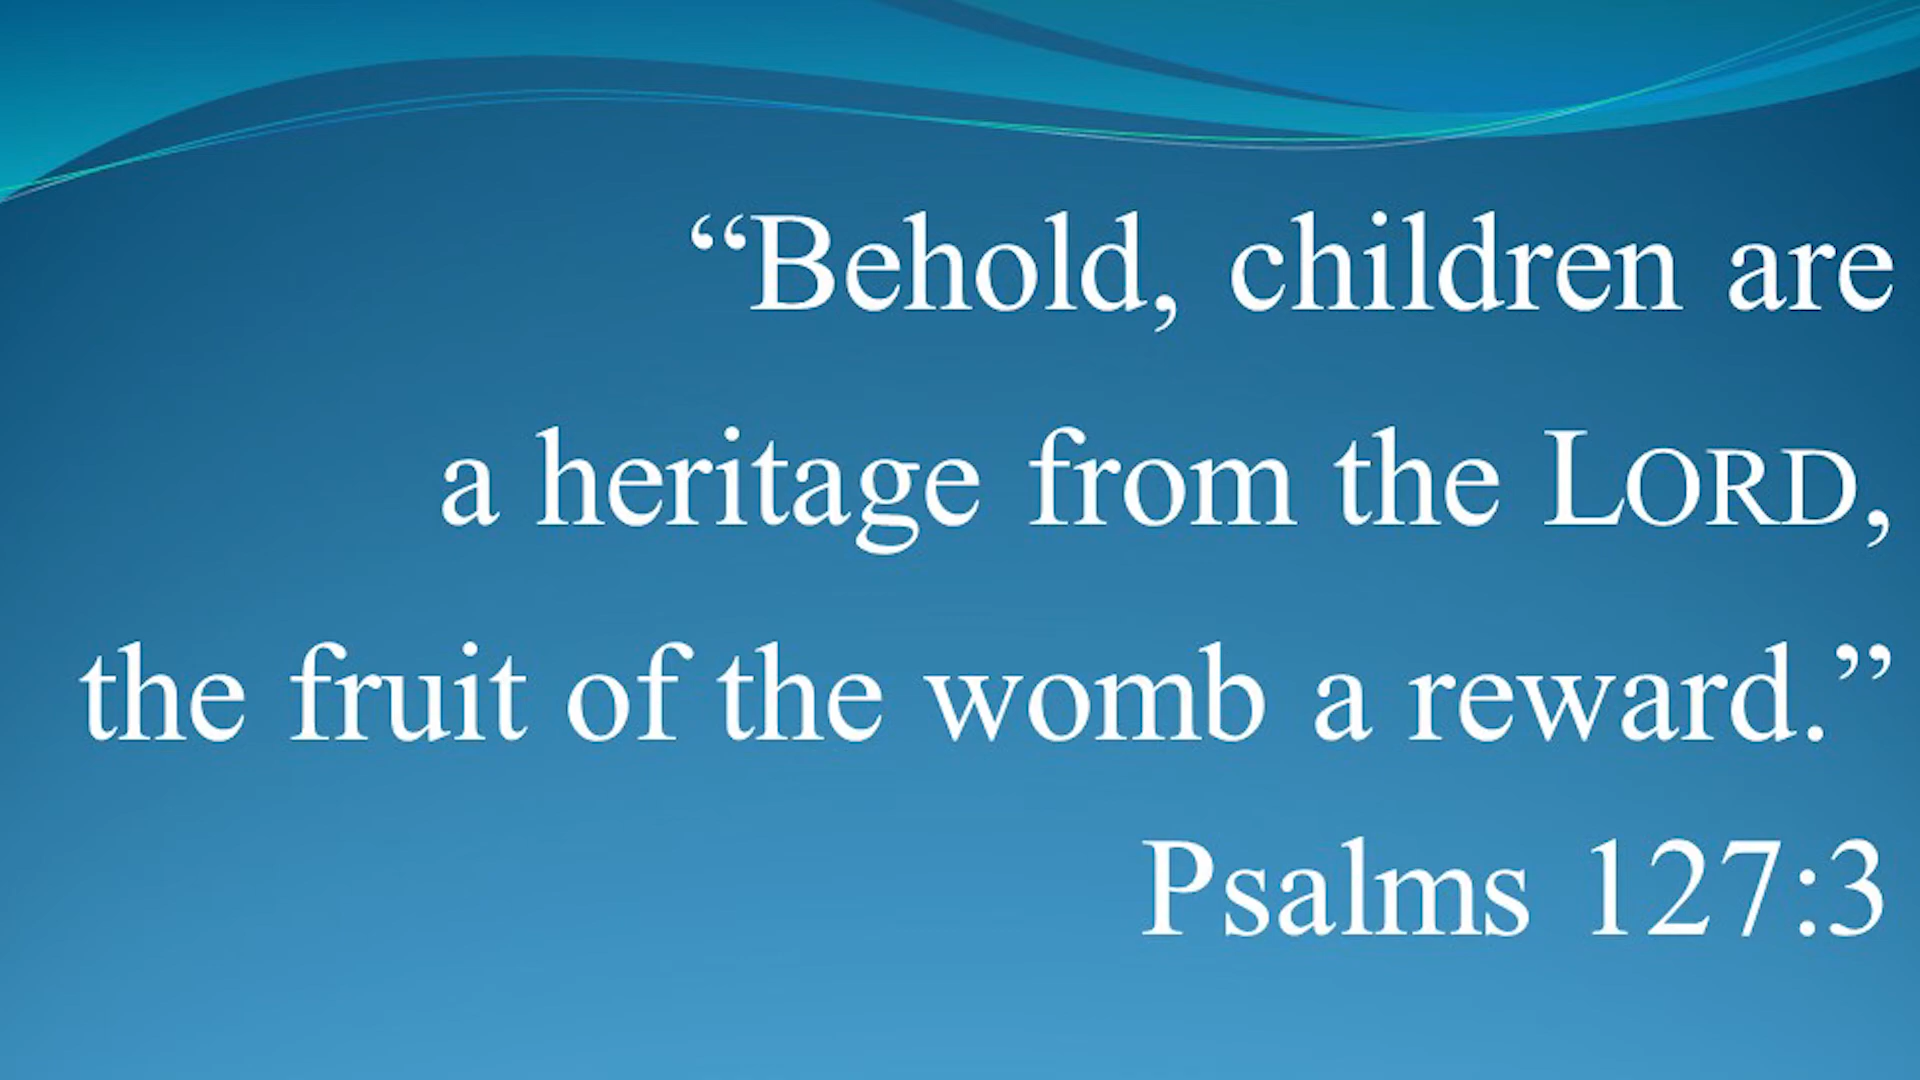 “Behold, children are
a heritage from the LORD,
the fruit of the womb a reward.”
Psalms 127:3